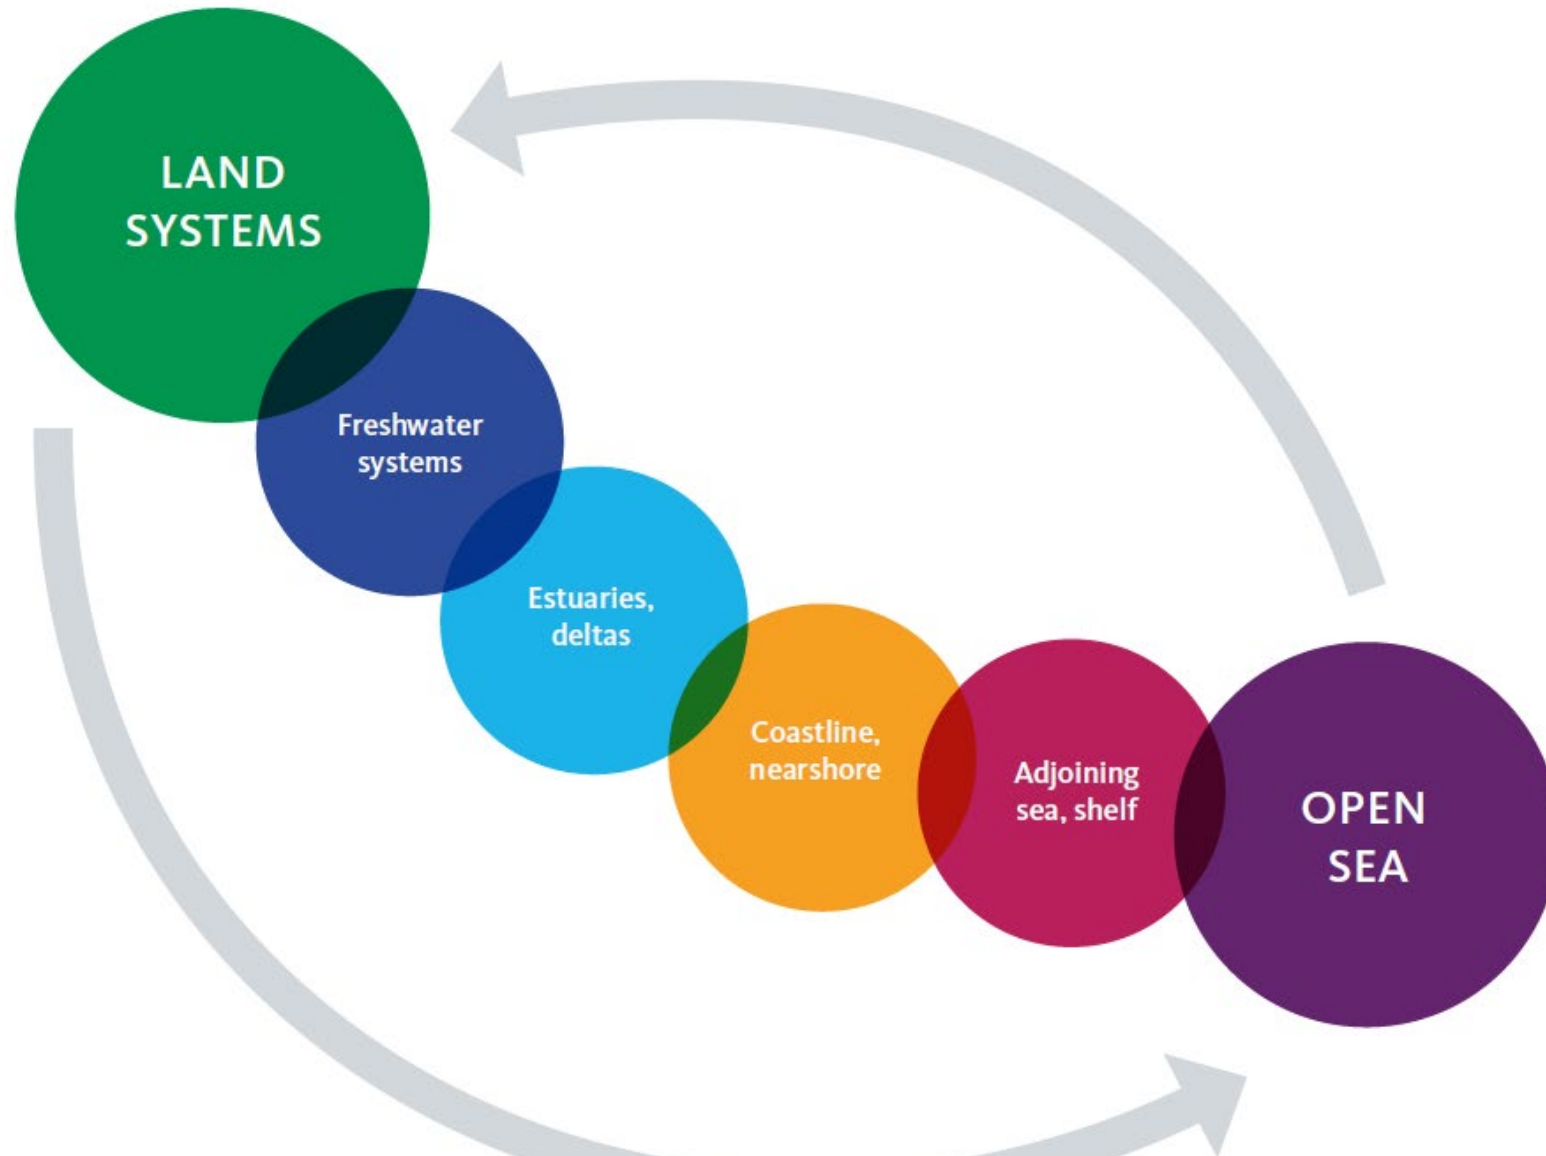 LAND
SYSTEMS
Freshwater
systems
Estuaries,
deltas
Coastline,
nearshore
Adjoining
sea, shelf
OPEN
SEA